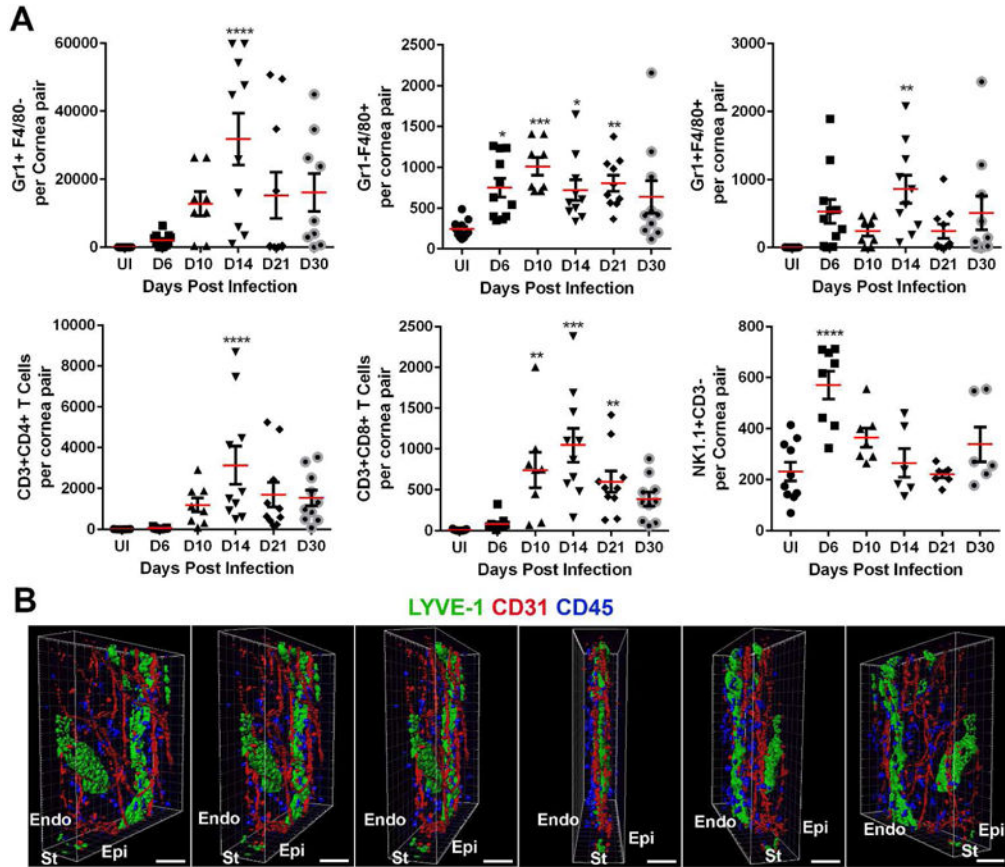 A
Gr1+ F4/80-
per Cornea pair
60000
40000
20000
0
****
UI D6 D10 D14 D21 D30
Days Post Infection
Gr1-F4/80+
per cornea pair
2500
2000
1500
1000
500
0
* *** * **
UI D6 D10 D14 D21 D30
Days Post Infection
Gr1+F4/80+
per cornea pair
3000
2000
1000
0
**
UI D6 D10 D14 D21 D30
Days Post Infection
CD3+CD4+ T Cells
per cornea pair
10000
8000
6000
4000
2000
0
****
UI D6 D10 D14 D21 D30
Days Post Infection
CD3+CD8+ T Cells
per cornea pair
2500
2000
1500
1000
500
0
** *** **
UI D6 D10 D14 D21 D30
Days Post Infection
NK1.1+CD3-
per Cornea pair
800
600
400
200
0
****
UI D6 D10 D14 D21 D30
Days Post Infection
B
LYVE-1 CD31 CD45
Endo St Epi
Endo St Epi
Endo St Epi
Endo St Epi
Endo St Epi
Endo St Epi